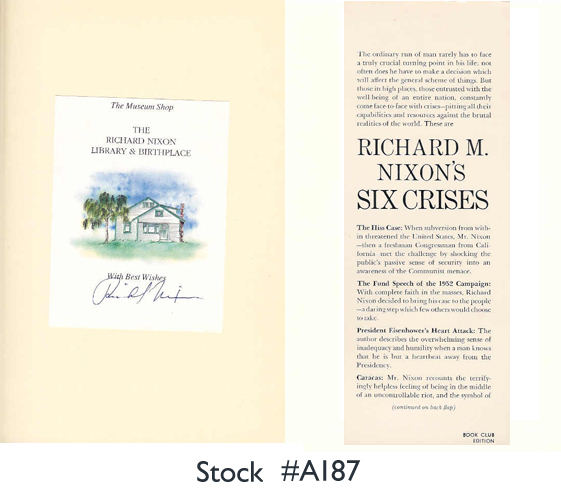 The Museum Shop
THE
RICHARD NIXON
LIBRARY & BIRTHPLACE
With Best Wishes
The ordinary run of man rarely has to face
a truly crucial turning point in his life; not
often does he have to make a decision which
will affect the general scheme of things. But
those in high places, those entrusted with the
well-being of an entire nation, constantly
come face to face with crises—pitting all their
capabilities and resources against the brutal
realities of the world. These are
RICHARD M.
NIXON'S
SIX CRISES
The Hiss Case: When subversion from with-
in threatened the United States, Mr. Nixon
—then a freshman Congressman from Cali-
fornia—met the challenge by shocking the
public's passive sense of security into an
awareness of the Communist menace.
The Fund Speech of the 1952 Campaign:
With complete faith in the masses, Richard
Nixon decided to bring his case to the people
—a daring step which few others would choose
to take.
President Eisenhower's Heart Attack: The
author describes the overwhelming sense of
inadequacy and humility when a man knows
that he is but a heartbeat away from the
Presidency.
Caracas: Mr. Nixon recounts the terrify-
ingly helpless feeling of being in the middle
of an uncontrollable riot, and the symbol of
(continued on back flap)
BOOK CLUB
EDITION
Stock #A187